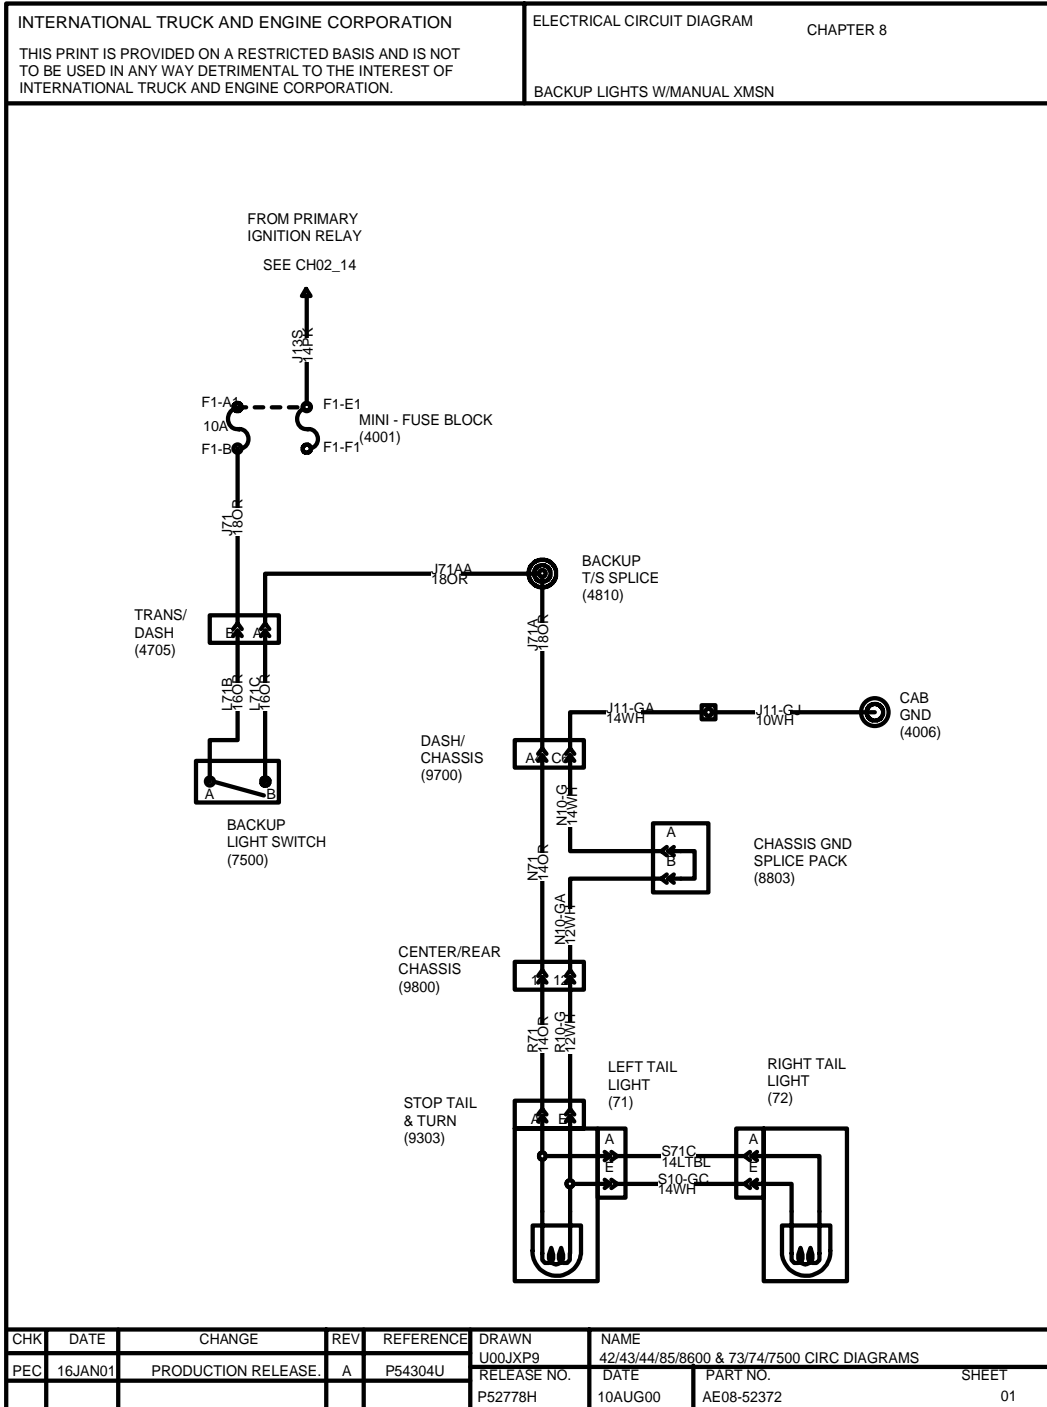 INTERNATIONAL TRUCK AND ENGINE CORPORATION
THIS PRINT IS PROVIDED ON A RESTRICTED BASIS AND IS NOT
TO BE USED IN ANY WAY DETRIMENTAL TO THE INTEREST OF
INTERNATIONAL TRUCK AND ENGINE CORPORATION.
ELECTRICAL CIRCUIT DIAGRAM
CHAPTER 8
BACKUP LIGHTS W/MANUAL XMSN
FROM PRIMARY
IGNITION RELAY
SEE CH02_14
J13S
14PK
F1-A1
F1-E1
10A
MINI - FUSE BLOCK
(4001)
F1-B
F1-F1
J71
18OR
J71AA
18OR
BACKUP
T/S SPLICE
(4810)
TRANS/
DASH
(4705)
B A
J71A
18OR
L71B
16OR
L71C
16OR
J11-GA
14WH
J11-GJ
10WH
CAB
GND
(4006)
DASH/
CHASSIS
(9700)
A B
BACKUP
LIGHT SWITCH
(7500)
N10-G
14WH
N71
14OR
A
B
CHASSIS GND
SPLICE PACK
(8803)
N10-GA
12WH
CENTER/REAR
CHASSIS
(9800)
R71
14OR
R10-G
12WH
LEFT TAIL
LIGHT
(71)
RIGHT TAIL
LIGHT
(72)
STOP TAIL
& TURN
(9303)
A E
A
E
S71C
14LTBL
S10-GC
14WH
A
E
CHK DATE CHANGE REV REFERENCE
PEC 16JAN01 PRODUCTION RELEASE. A P54304U
DRAWN
U00JXP9
NAME
42/43/44/85/8600 & 73/74/7500 CIRC DIAGRAMS
RELEASE NO.
P52778H
DATE
10AUG00
PART NO.
AE08-52372
SHEET
01